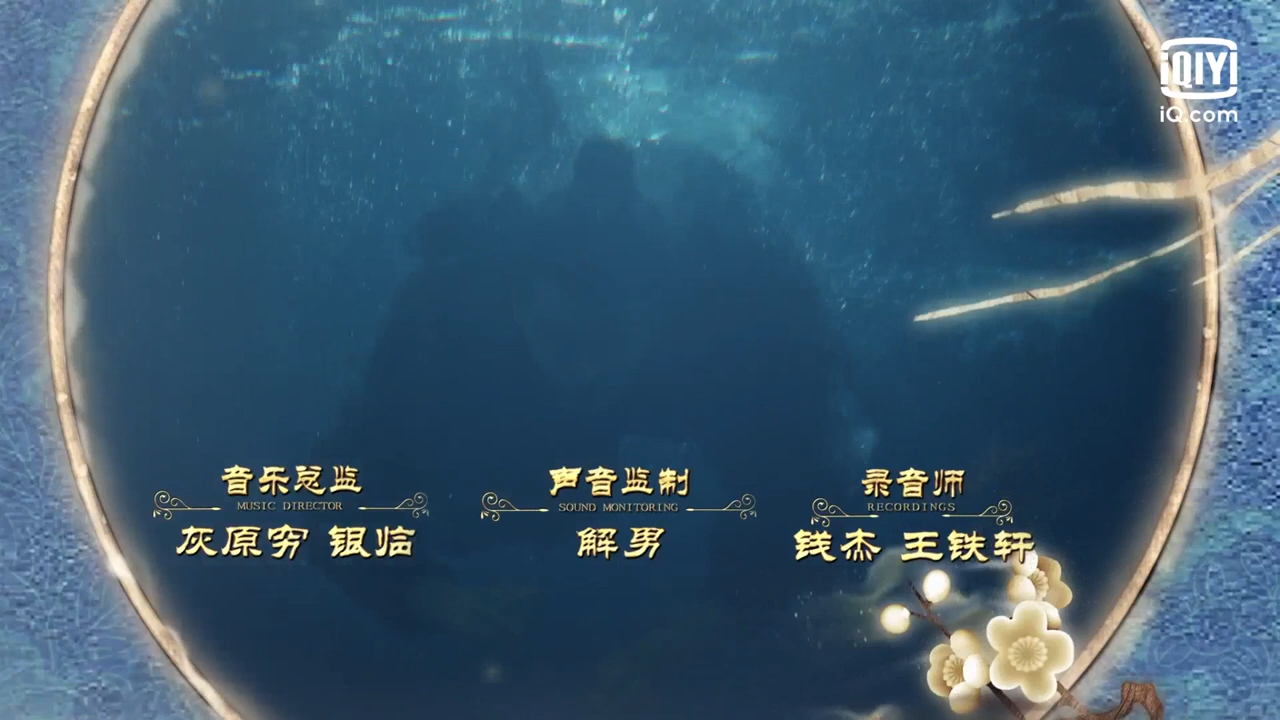 iQIYI
iQ.com
音乐总监
MUSIC DIRECTOR
灰原穷 银临
声音监制
SOUND MONITORING
解男
录音师
RECORDINGS
钱杰 王铁轩